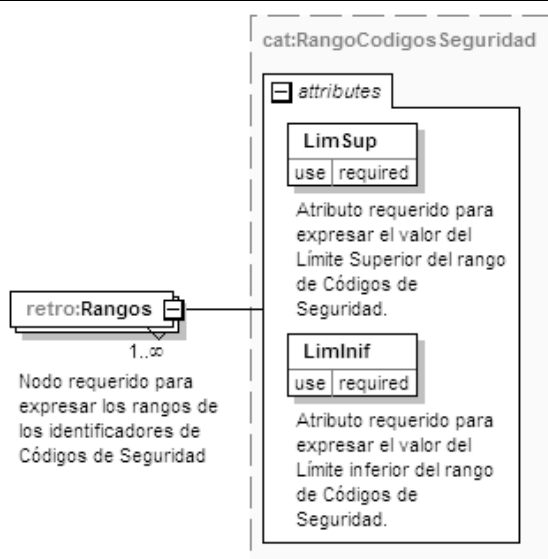 cat:RangoCodigosSeguridad
attributes
LimSup
use required
Atributo requerido para
expresar el valor del
Límite Superior del rango
de Códigos de
Seguridad.
retro:Rangos
1..∞
Nodo requerido para
expresar los rangos de
los identificadores de
Códigos de Seguridad
LimInif
use required
Atributo requerido para
expresar el valor del
Límite inferior del rango
de Códigos de
Seguridad.